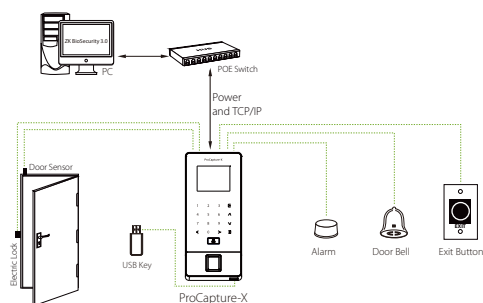 ZK BioSecurity 3.0
PC
POE Switch
Power
and TCP/IP
Door Sensor
Electric Lock
ProCapture-X
USB Key
Alarm
Door Bell
EXIT
Exit Button
ProCapture-X